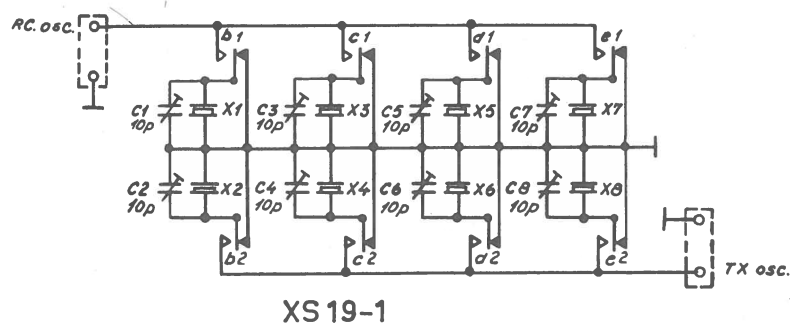 RC. OSC.
b1 c1 d1 e1
C1 10p X1 C3 10p X3 C5 10p X5 C7 10p X7
C2 10p X2 C4 10p X4 C6 10p X6 C8 10p X8
b2 c2 d2 e2
TX OSC.
XS 19-1